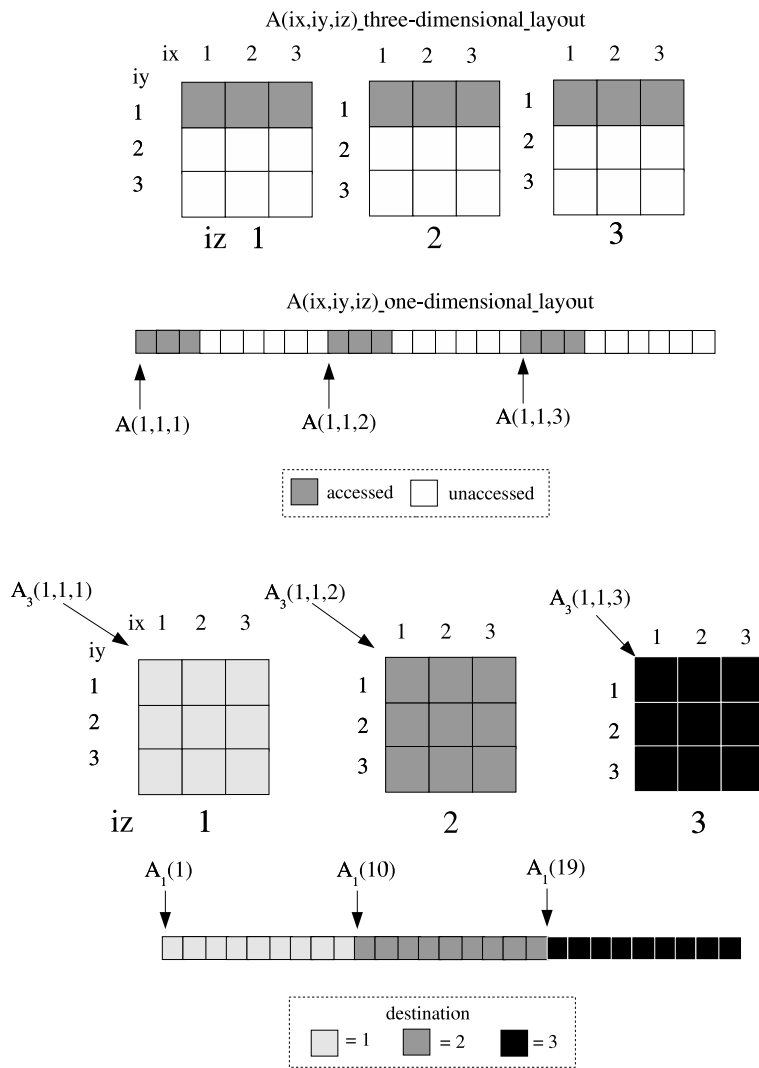 A(ix,iy,iz)_three-dimensional_layout
ix 1 2 3 1 2 3 1 2 3
iy
1 1 1
2 2 2
3 3 3
iz 1 2 3
A(ix,iy,iz)_one-dimensional_layout
A(1,1,1) A(1,1,2) A(1,1,3)
accessed unaccessed
A3(1,1,1) A3(1,1,2) A3(1,1,3)
ix 1 2 3 1 2 3 1 2 3
iy
1 1 1
2 2 2
3 3 3
iz 1 2 3
A1(1) A1(10) A1(19)
destination
= 1 = 2 = 3